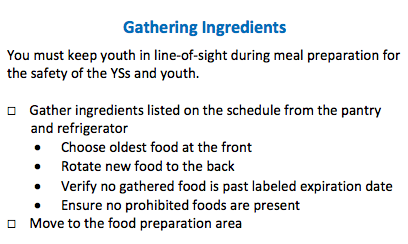 Gathering Ingredients
You must keep youth in line-of-sight during meal preparation for
the safety of the YSs and youth.
□ Gather ingredients listed on the schedule from the pantry
and refrigerator
• Choose oldest food at the front
• Rotate new food to the back
• Verify no gathered food is past labeled expiration date
• Ensure no prohibited foods are present
□ Move to the food preparation area